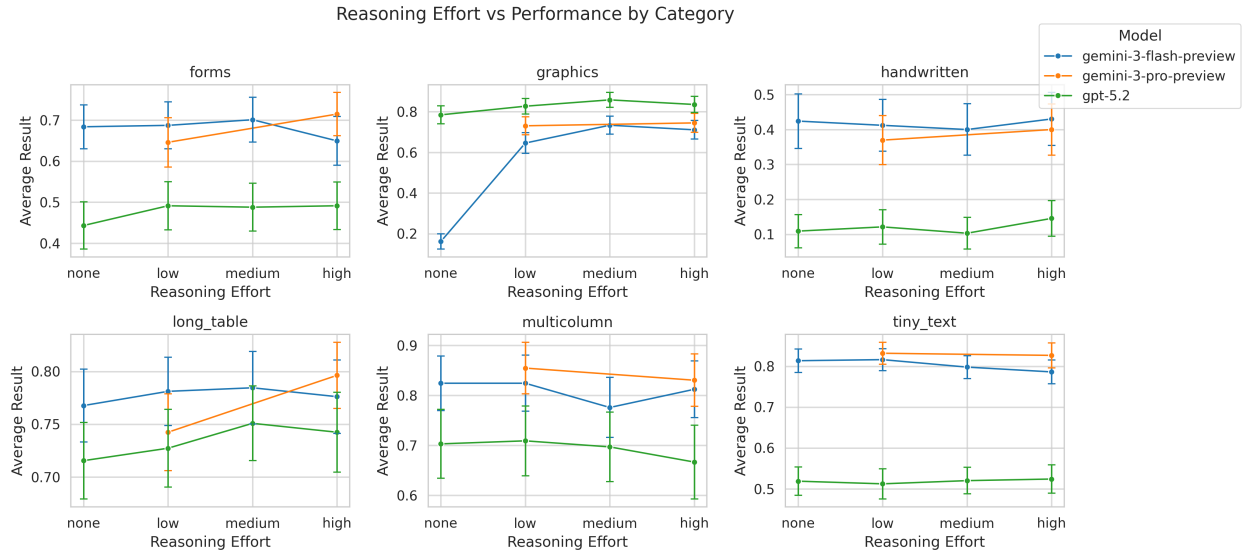 Reasoning Effort vs Performance by Category
Model
gemini-3-flash-preview
gemini-3-pro-preview
gpt-5.2
forms
Average Result
0.7
0.6
0.5
0.4
none low medium high
Reasoning Effort
graphics
Average Result
0.8
0.6
0.4
0.2
none low medium high
Reasoning Effort
handwritten
Average Result
0.5
0.4
0.3
0.2
0.1
none low medium high
Reasoning Effort
long_table
Average Result
0.80
0.75
0.70
none low medium high
Reasoning Effort
multicolumn
Average Result
0.9
0.8
0.7
0.6
none low medium high
Reasoning Effort
tiny_text
Average Result
0.8
0.7
0.6
0.5
none low medium high
Reasoning Effort